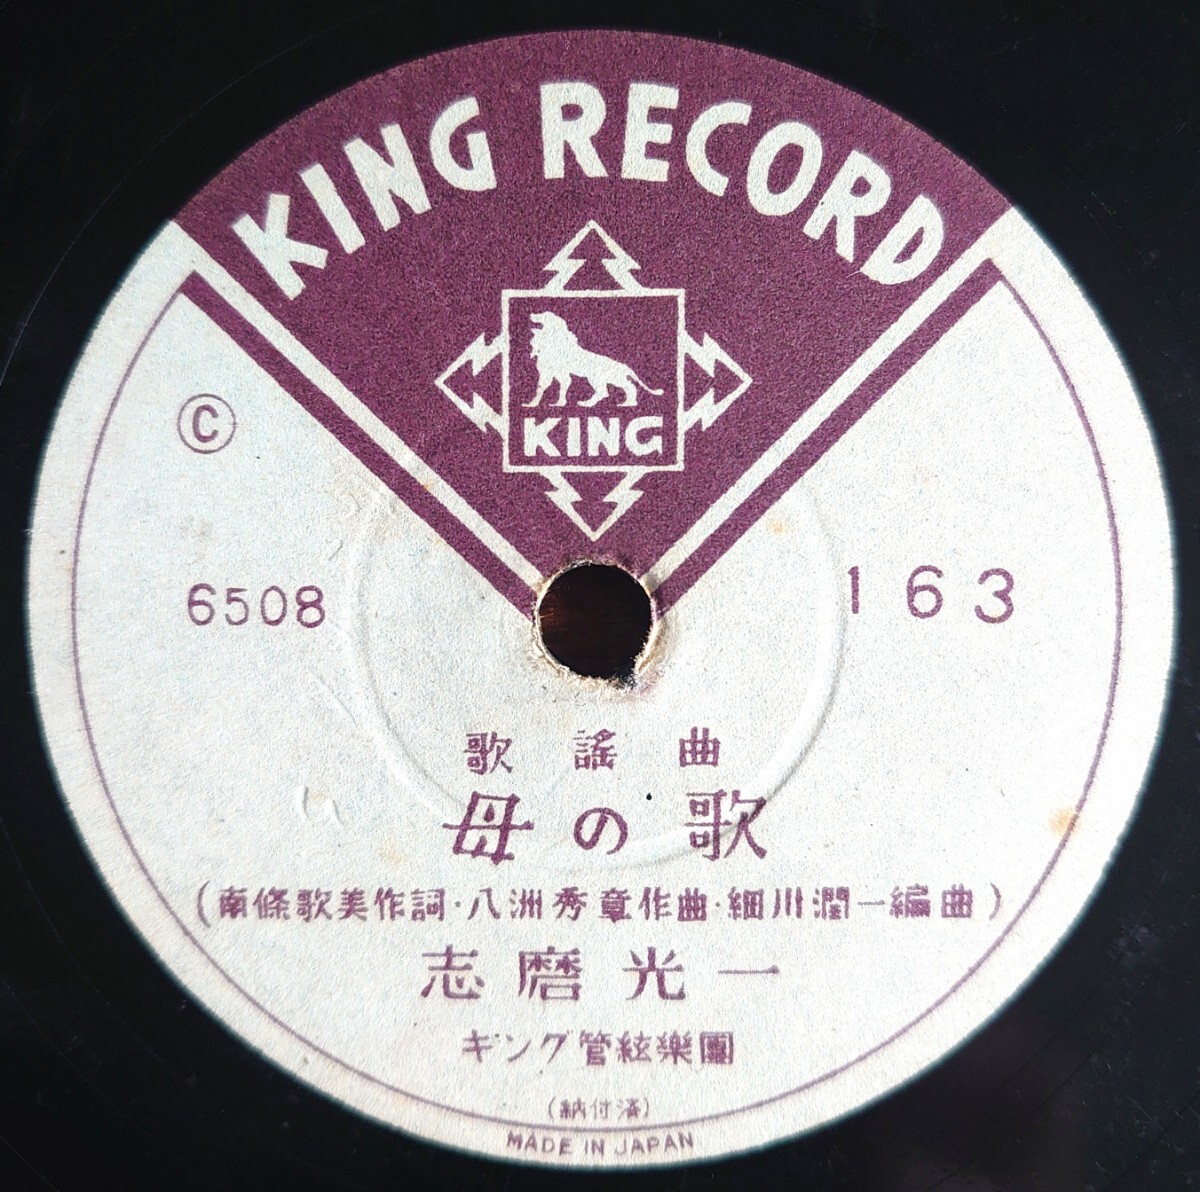 KING RECORD
KING
Ⓒ
6508
163
歌謡曲
母の歌
(南條歌美作詞・八洲秀章作曲・細川潤一編曲)
志磨光一
キング管絃樂團
(納付済)
MADE IN JAPAN